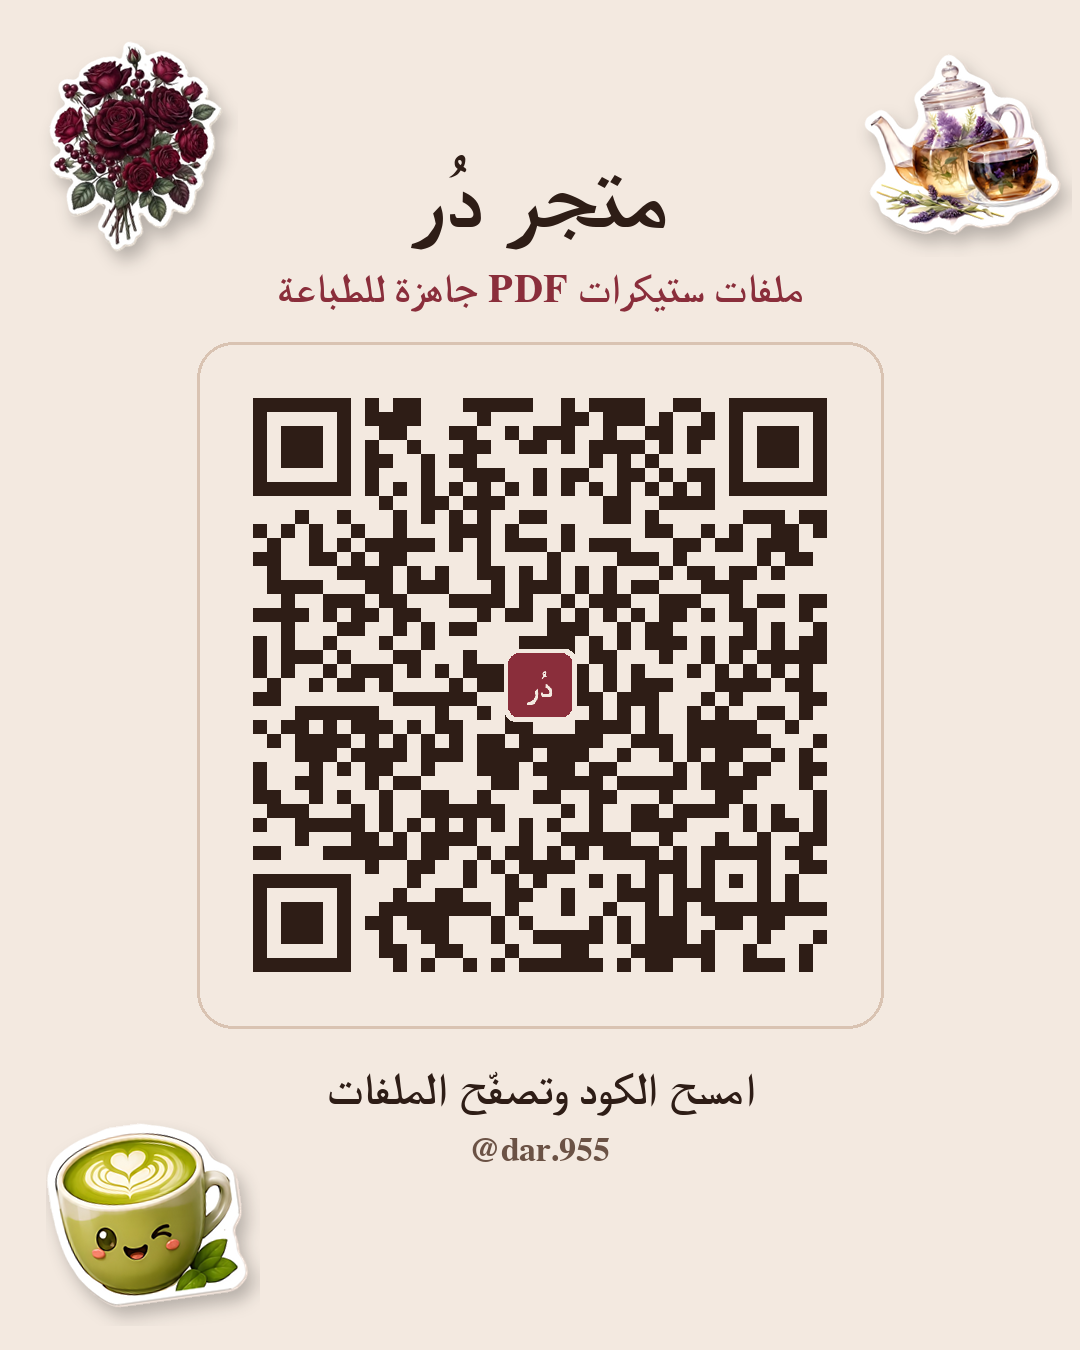 متجر دُر
ملفات ستيكرات PDF جاهزة للطباعة
دُر
امسح الكود وتصفّح الملفات
@dar.955